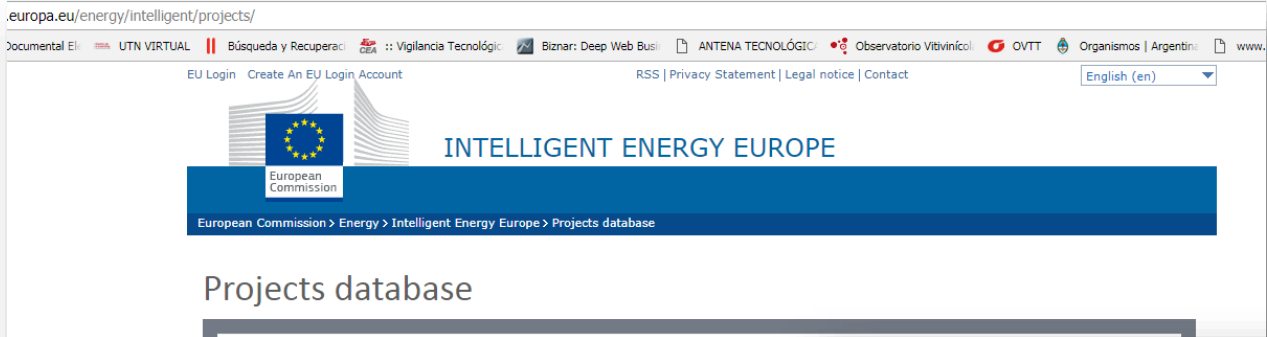 .europa.eu/energy/intelligent/projects/
Documental El UTN VIRTUAL Búsqueda y Recuperaci :: Vigilancia Tecnológic Biznar: Deep Web Busi ANTENA TECNOLÓGICA Observatorio Vitiviníco OVTT Organismos | Argentina www.
EU Login Create An EU Login Account RSS | Privacy Statement | Legal notice | Contact English (en)
INTELLIGENT ENERGY EUROPE
European
Commission
European Commission > Energy > Intelligent Energy Europe > Projects database
Projects database